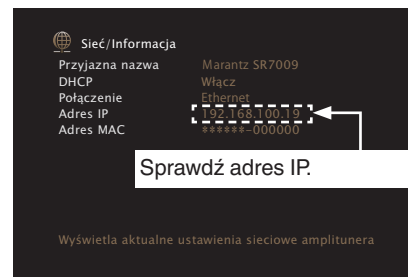 Sieć/Informacja
Przyjazna nazwa Marantz SR7009
DHCP Włącz
Połączenie Ethernet
Adres IP 192.168.100.19
Adres MAC ******-000000
Sprawdź adres IP.
Wyświetla aktualne ustawienia sieciowe amplitunera